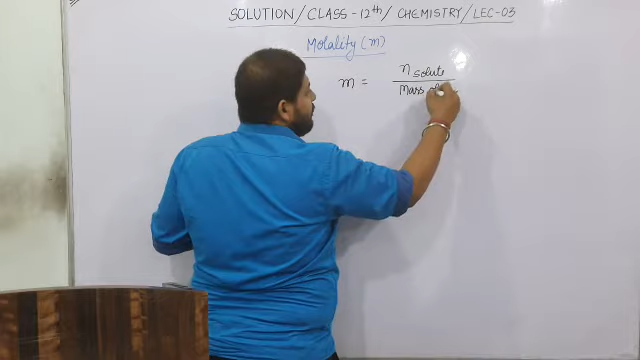 SOLUTION/CLASS-12th/CHEMISTRY/LEC-03
Molality (m)
m = n solute
Mass